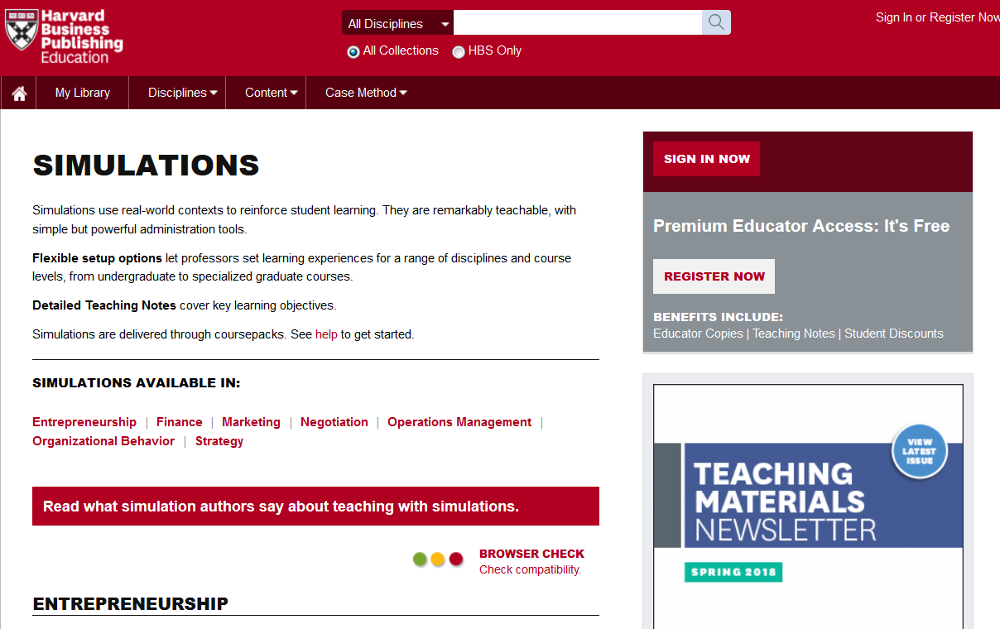 Harvard
Business
Publishing
Education
All Disciplines
All Collections
HBS Only
Sign In or Register Now
My Library
Disciplines
Content
Case Method
SIMULATIONS
Simulations use real-world contexts to reinforce student learning. They are remarkably teachable, with
simple but powerful administration tools.
Flexible setup options let professors set learning experiences for a range of disciplines and course
levels, from undergraduate to specialized graduate courses.
Detailed Teaching Notes cover key learning objectives.
Simulations are delivered through coursepacks. See help to get started.
SIMULATIONS AVAILABLE IN:
Entrepreneurship | Finance | Marketing | Negotiation | Operations Management |
Organizational Behavior | Strategy
Read what simulation authors say about teaching with simulations.
BROWSER CHECK
Check compatibility.
ENTREPRENEURSHIP
SIGN IN NOW
Premium Educator Access: It's Free
REGISTER NOW
BENEFITS INCLUDE:
Educator Copies | Teaching Notes | Student Discounts
VIEW
LATEST
ISSUE
TEACHING
MATERIALS
NEWSLETTER
SPRING 2018